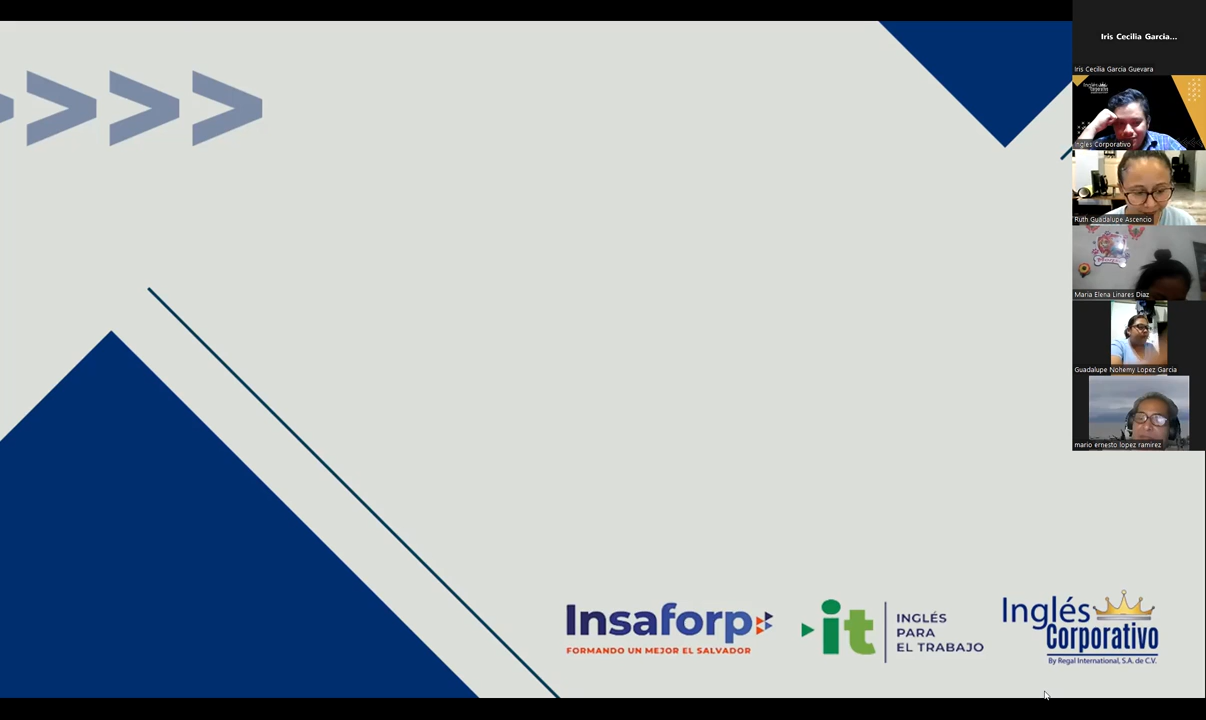 Iris Cecilia Garcia...
Iris Cecilia Garcia Guevara
Inglés Corporativo
Ruth Guadalupe Ascencio
Maria Elena Linares Diaz
Guadalupe Nohemy Lopez Garcia
mario ernesto lopez ramirez
>>>>
Insaforp
FORMANDO UN MEJOR EL SALVADOR
it
INGLÉS
PARA
EL TRABAJO
Inglés
Corporativo
By Regal International, S.A. de C.V.